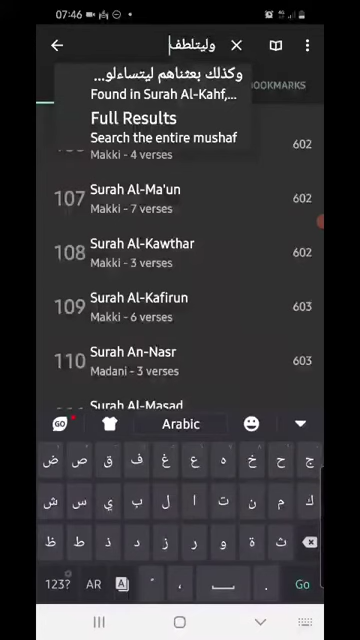 07:46
وليتلطف
وكذلك بعثناهم ليتساءلو...
Found in Surah Al-Kahf,...
BOOKMARKS
Full Results
Search the entire mushaf
Makki - 4 verses
602
107 Surah Al-Ma'un
Makki - 7 verses
602
108 Surah Al-Kawthar
Makki - 3 verses
602
109 Surah Al-Kafirun
Makki - 6 verses
603
110 Surah An-Nasr
Madani - 3 verses
603
Surah Al-Masad
GO
Arabic
ض ص ق ف غ ع ه خ ح ج
ش س ي ب ل ا ت ن م ك
ظ ط ذ د ز ر و ة ث
123? AR ، . Go